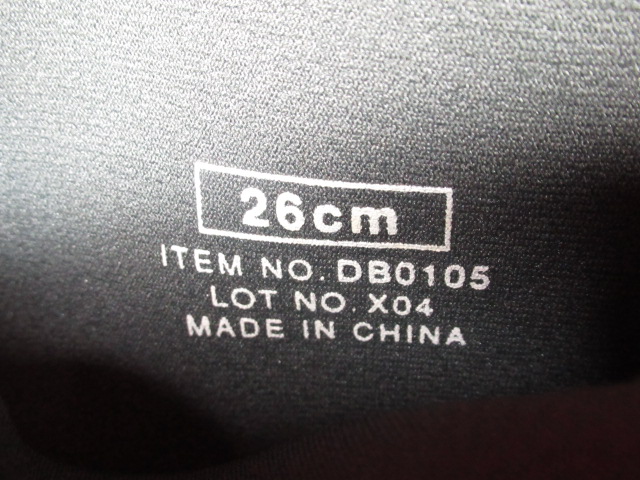 26cm
ITEM NO. DB0105
LOT NO. X04
MADE IN CHINA